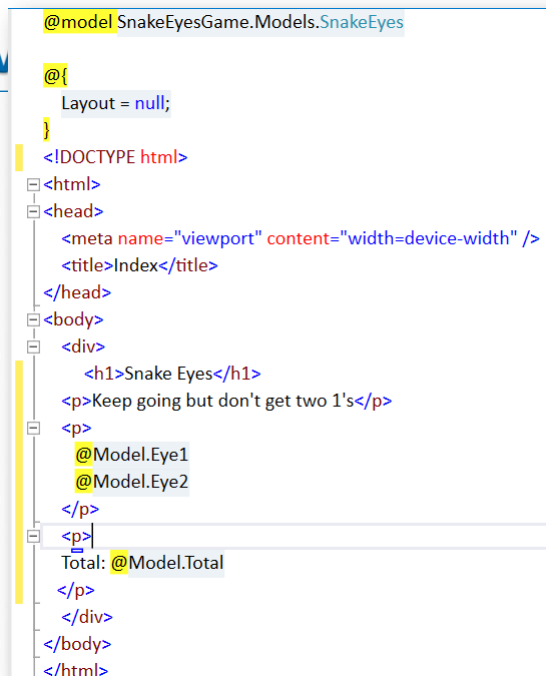 @model SnakeEyesGame.Models.SnakeEyes
@{
Layout = null;
}
<!DOCTYPE html>
<html>
<head>
<meta name="viewport" content="width=device-width" />
<title>Index</title>
</head>
<body>
<div>
<h1>Snake Eyes</h1>
<p>Keep going but don't get two 1's</p>
<p>
@Model.Eye1
@Model.Eye2
</p>
<p>
Total: @Model.Total
</p>
</div>
</body>
</html>